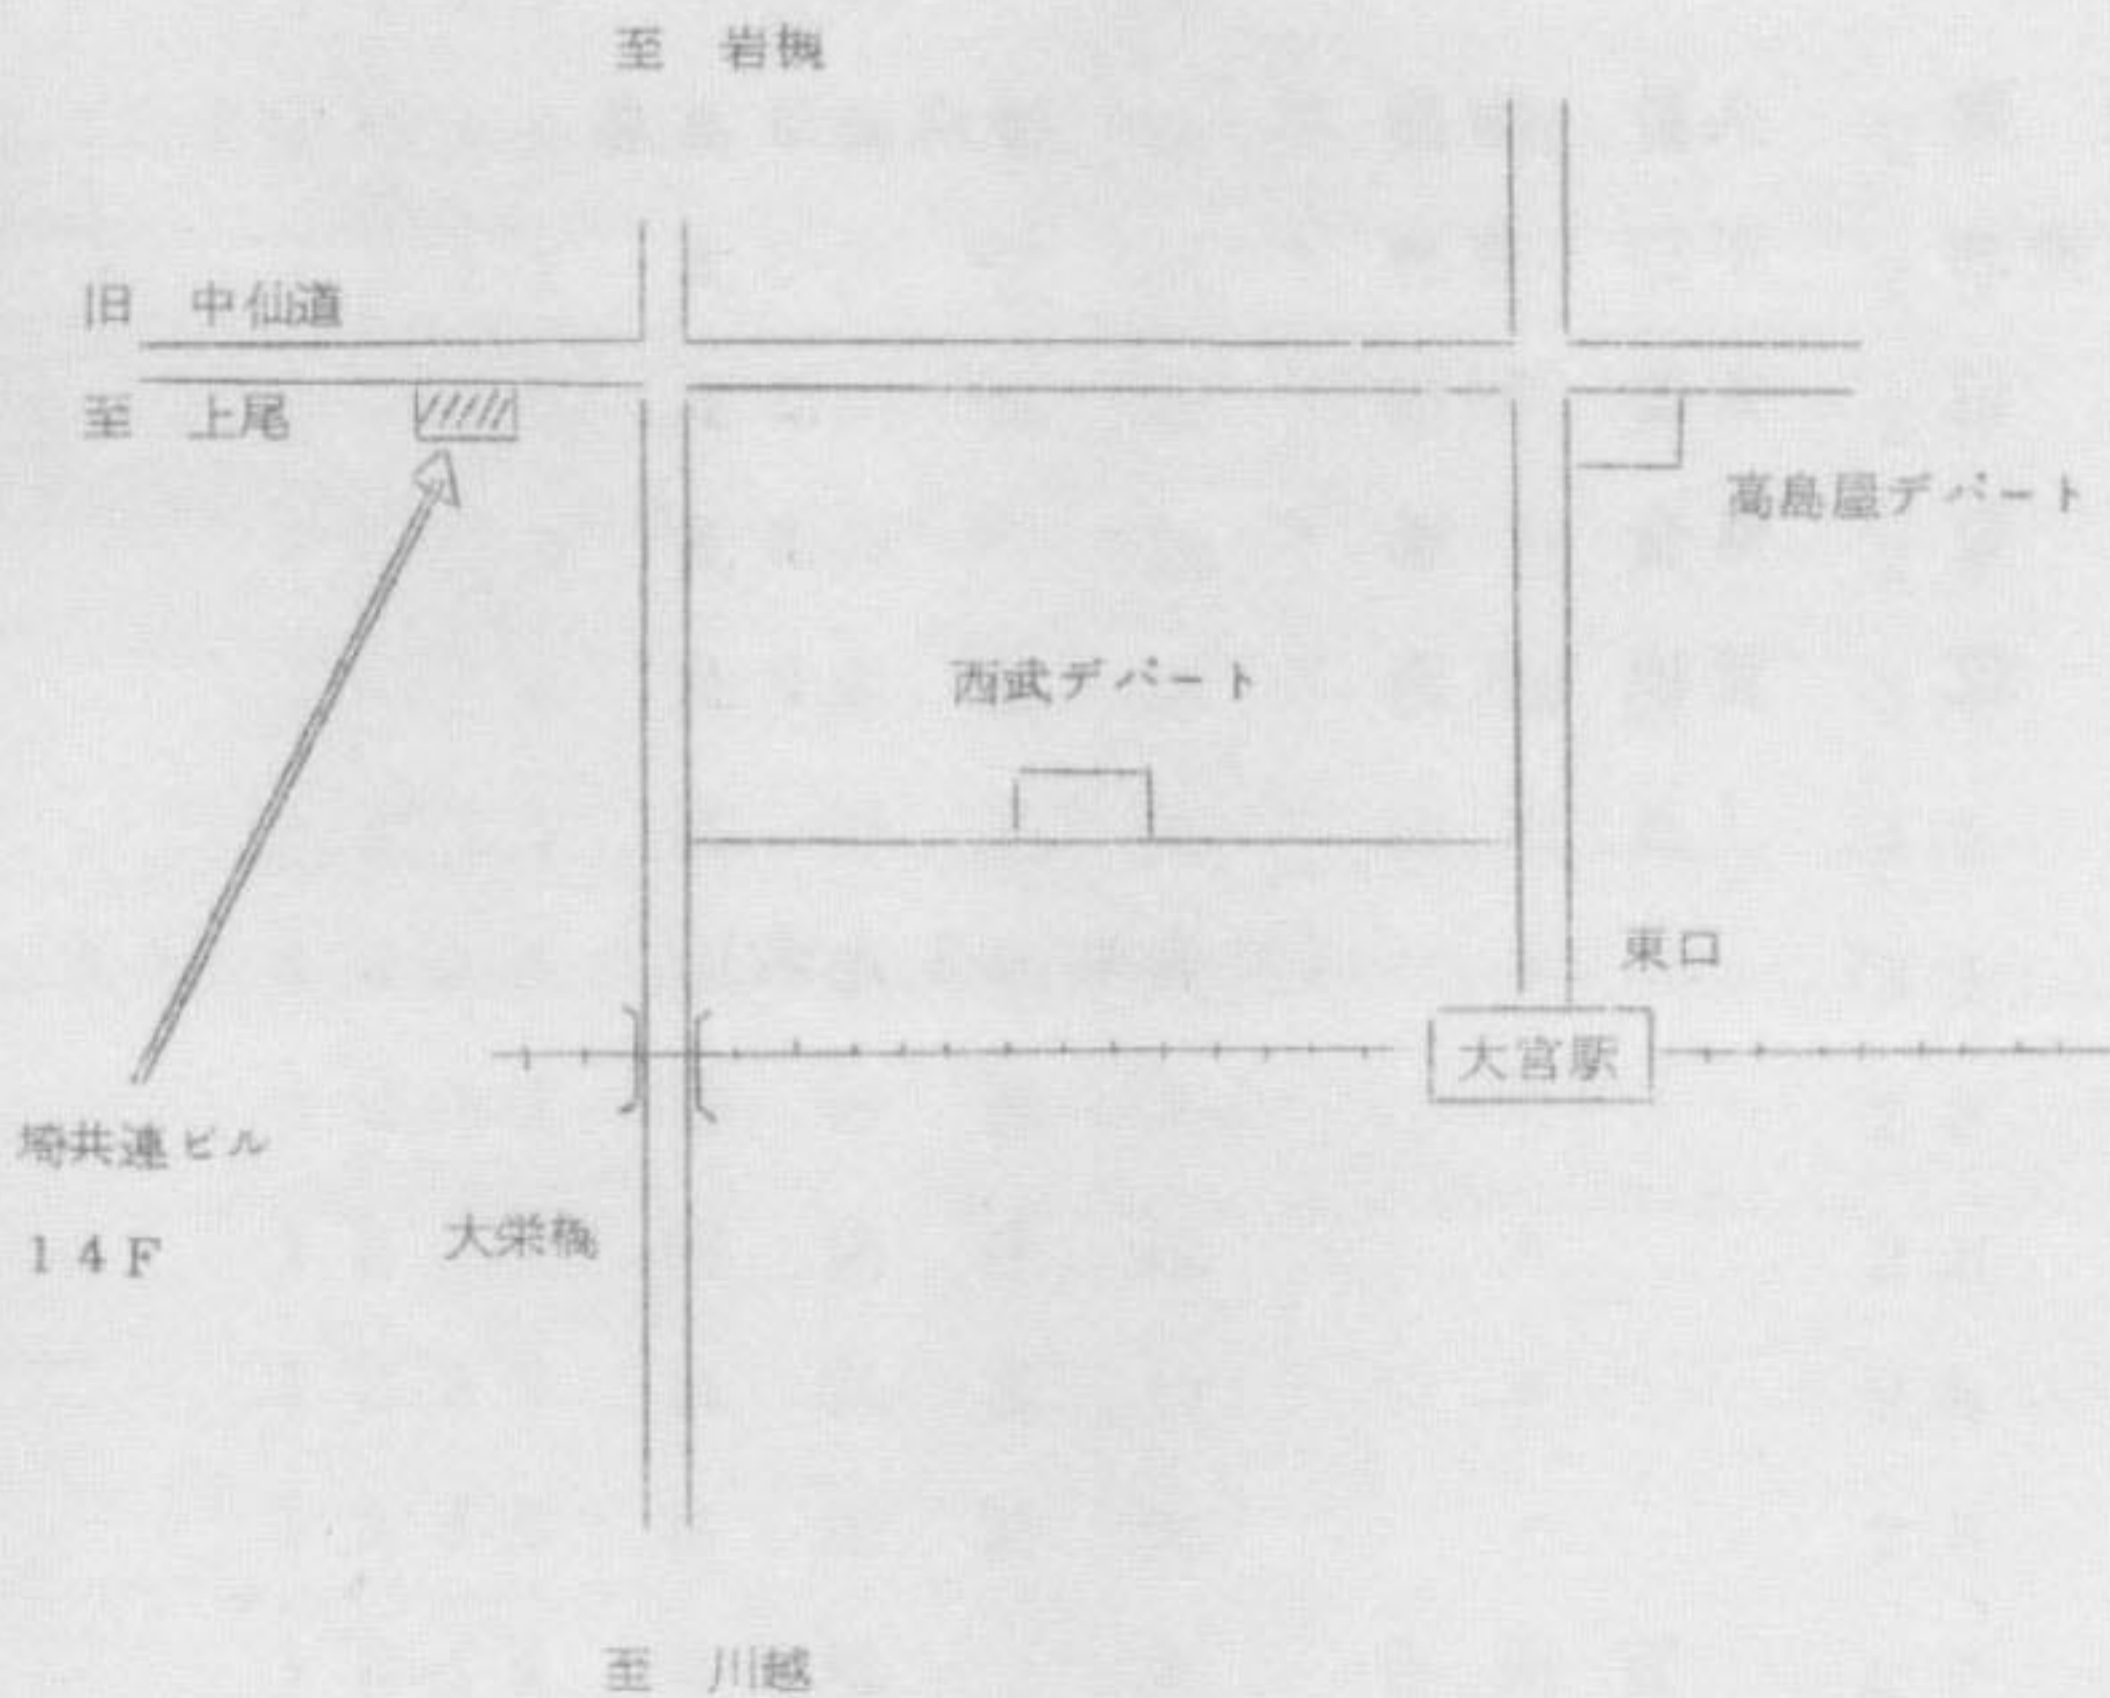 至 岩槻
旧 中仙道
至 上尾
高島屋デパート
西武デパート
東口
大宮駅
埼共連ビル
14F
大栄橋
至 川越